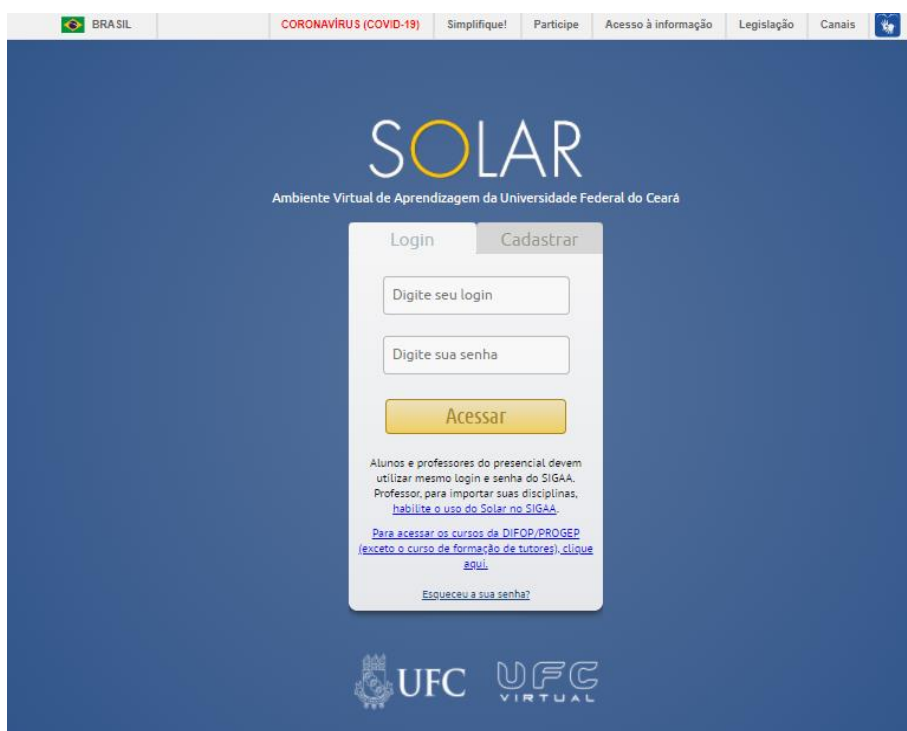 BRASIL CORONAVÍRUS (COVID-19) Simplifique! Participe Acesso à informação Legislação Canais
SOLAR
Ambiente Virtual de Aprendizagem da Universidade Federal do Ceará
Login Cadastrar
Digite seu login
Digite sua senha
Acessar
Alunos e professores do presencial devem
utilizar mesmo login e senha do SIGAA.
Professor, para importar suas disciplinas,
habilite o uso do Solar no SIGAA.
Para acessar os cursos da DIFOP/PROGEP
(exceto o curso de formação de tutores), clique
aqui.
Esqueceu a sua senha?
UFC UFC
VIRTUAL